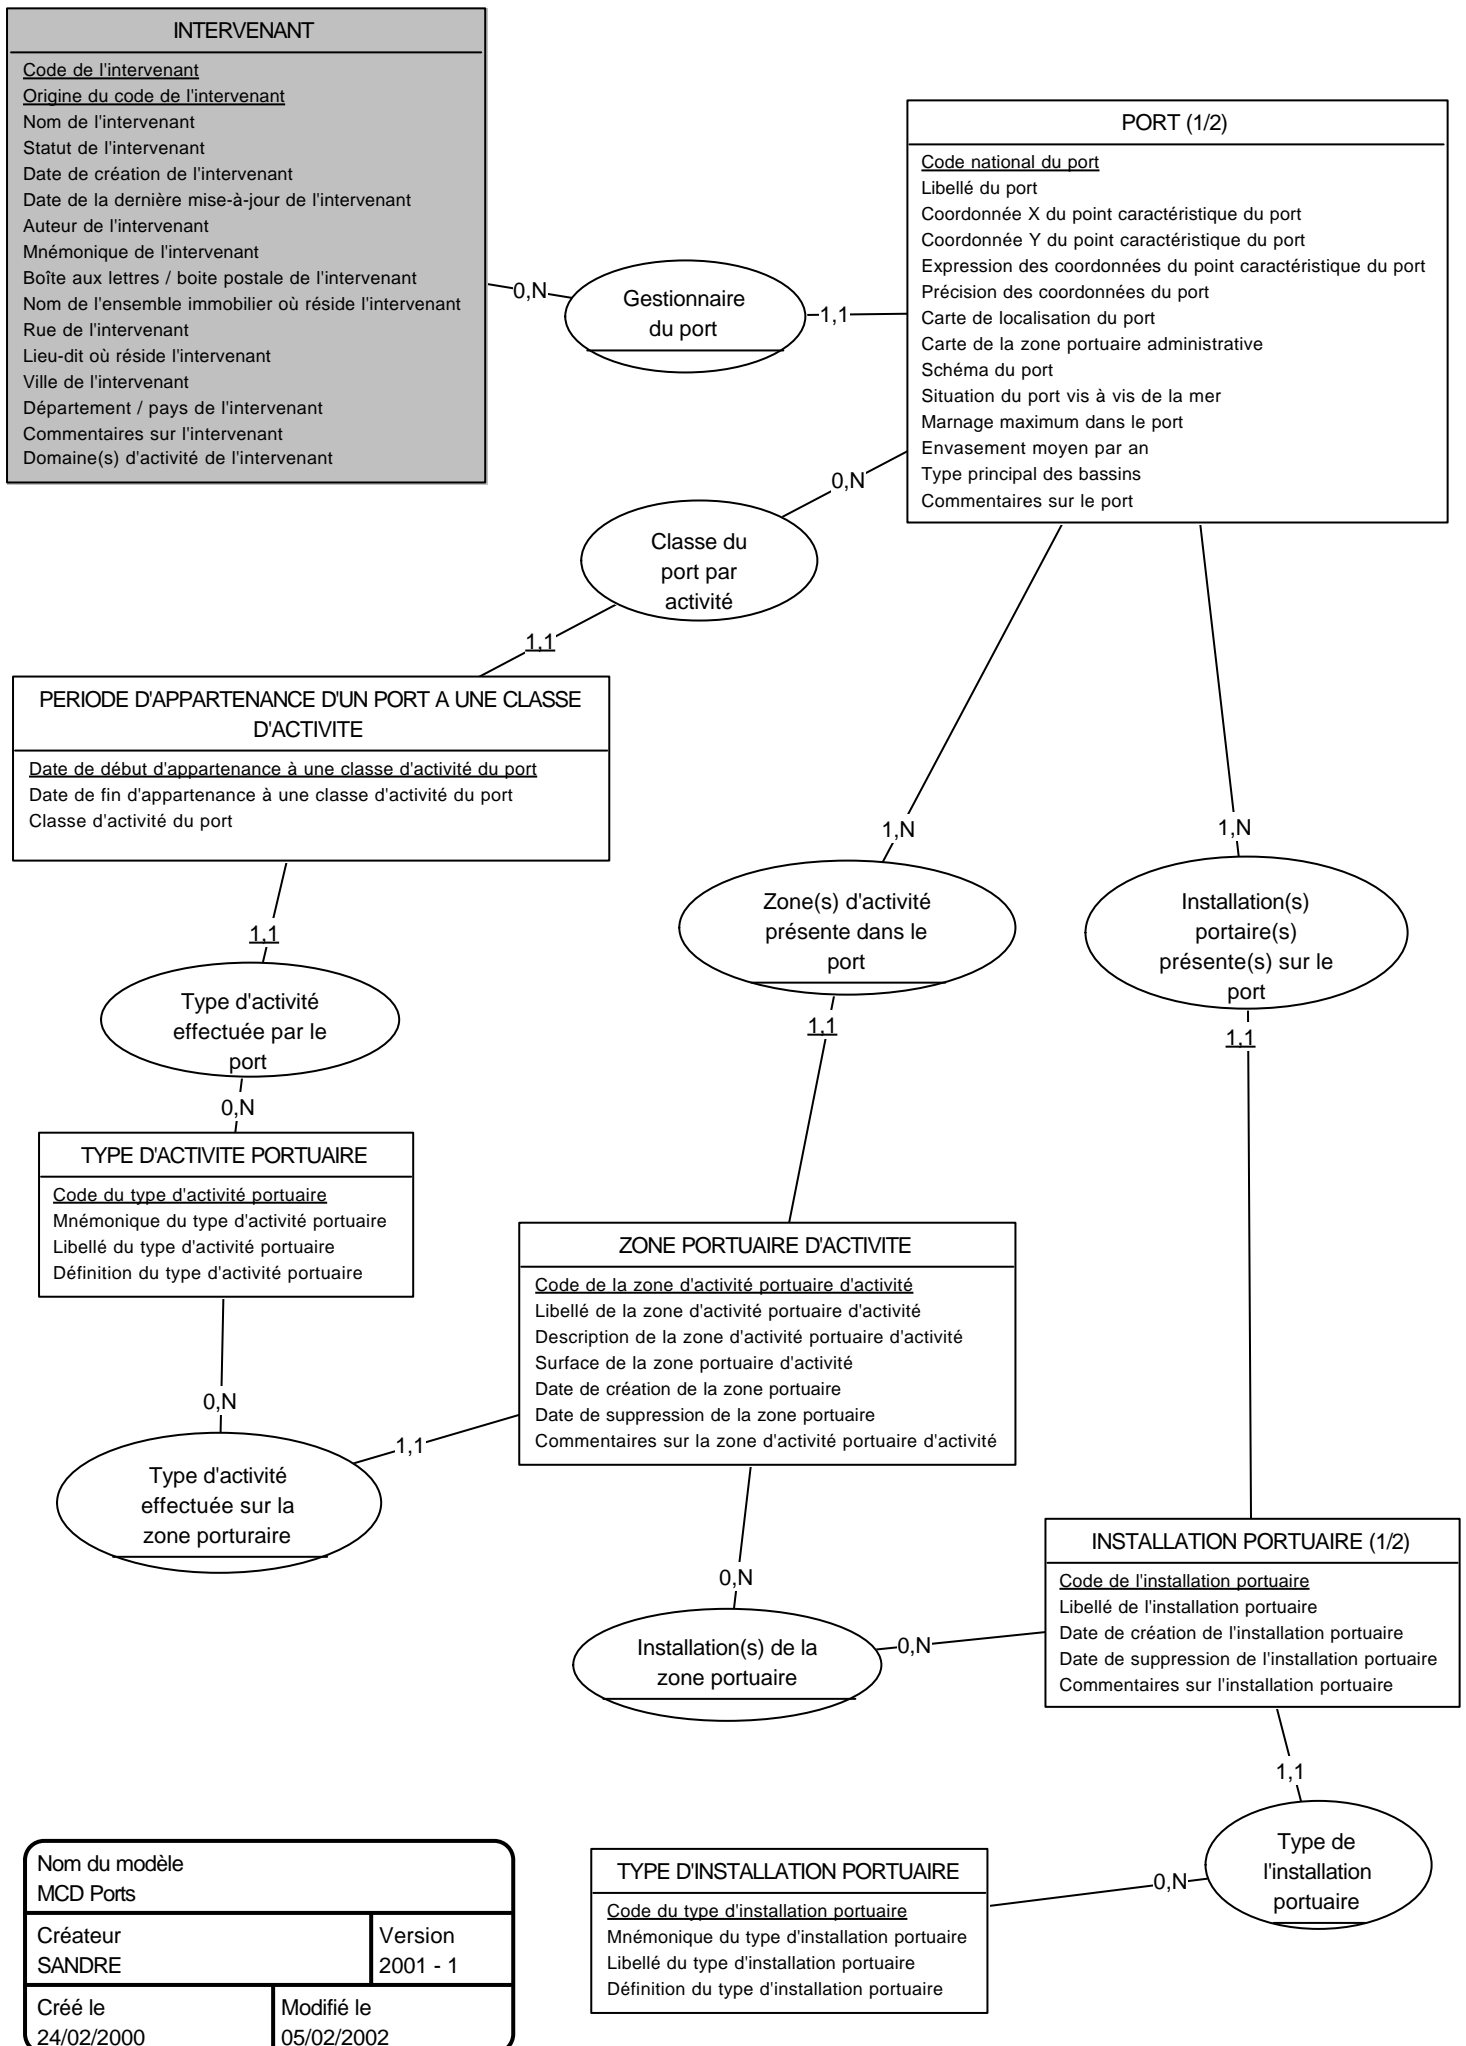 INTERVENANT
Code de l'intervenant
Origine du code de l'intervenant
Nom de l'intervenant
Statut de l'intervenant
Date de création de l'intervenant
Date de la dernière mise-à-jour de l'intervenant
Auteur de l'intervenant
Mnémonique de l'intervenant
Boîte aux lettres / boite postale de l'intervenant
Nom de l'ensemble immobilier où réside l'intervenant
Rue de l'intervenant
Lieu-dit où réside l'intervenant
Ville de l'intervenant
Département / pays de l'intervenant
Commentaires sur l'intervenant
Domaine(s) d'activité de l'intervenant
0,N
Gestionnaire
du port
1,1
PORT (1/2)
Code national du port
Libellé du port
Coordonnée X du point caractéristique du port
Coordonnée Y du point caractéristique du port
Expression des coordonnées du point caractéristique du port
Précision des coordonnées du port
Carte de localisation du port
Carte de la zone portuaire administrative
Schéma du port
Situation du port vis à vis de la mer
Marnage maximum dans le port
Envasement moyen par an
Type principal des bassins
Commentaires sur le port
0,N
Classe du
port par
activité
1,1
PERIODE D'APPARTENANCE D'UN PORT A UNE CLASSE
D'ACTIVITE
Date de début d'appartenance à une classe d'activité du port
Date de fin d'appartenance à une classe d'activité du port
Classe d'activité du port
1,N
1,N
Zone(s) d'activité
présente dans le
port
Installation(s)
portaire(s)
présente(s) sur le
port
1,1
Type d'activité
effectuée par le
port
0,N
1,1
1,1
TYPE D'ACTIVITE PORTUAIRE
Code du type d'activité portuaire
Mnémonique du type d'activité portuaire
Libellé du type d'activité portuaire
Définition du type d'activité portuaire
ZONE PORTUAIRE D'ACTIVITE
Code de la zone d'activité portuaire d'activité
Libellé de la zone d'activité portuaire d'activité
Description de la zone d'activité portuaire d'activité
Surface de la zone portuaire d'activité
Date de création de la zone portuaire
Date de suppression de la zone portuaire
Commentaires sur la zone d'activité portuaire d'activité
0,N
1,1
Type d'activité
effectuée sur la
zone porturaire
0,N
Installation(s) de la
zone portuaire
0,N
INSTALLATION PORTUAIRE (1/2)
Code de l'installation portuaire
Libellé de l'installation portuaire
Date de création de l'installation portuaire
Date de suppression de l'installation portuaire
Commentaires sur l'installation portuaire
1,1
Type de
l'installation
portuaire
0,N
TYPE D'INSTALLATION PORTUAIRE
Code du type d'installation portuaire
Mnémonique du type d'installation portuaire
Libellé du type d'installation portuaire
Définition du type d'installation portuaire
Nom du modèle
MCD Ports
Créateur
SANDRE
Version
2001 - 1
Créé le
24/02/2000
Modifié le
05/02/2002